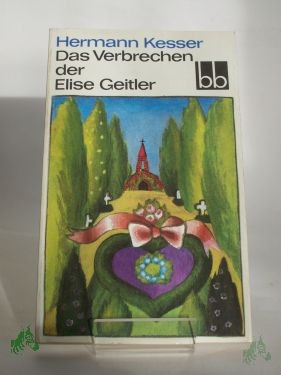 Hermann Kesser
Das Verbrechen
der
Elise Geitler
bb